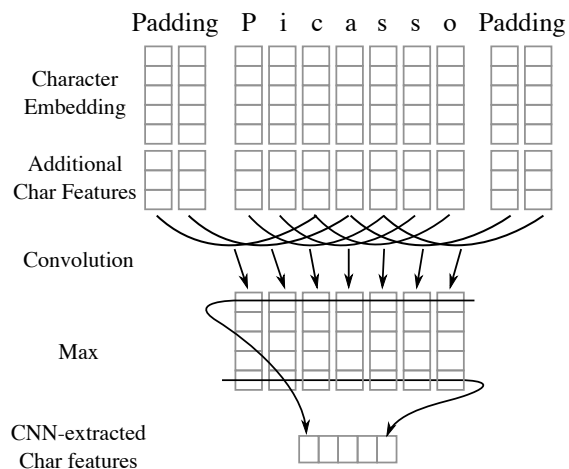 Padding P i c a s s o Padding
Character
Embedding
Additional
Char Features
Convolution
Max
CNN-extracted
Char features